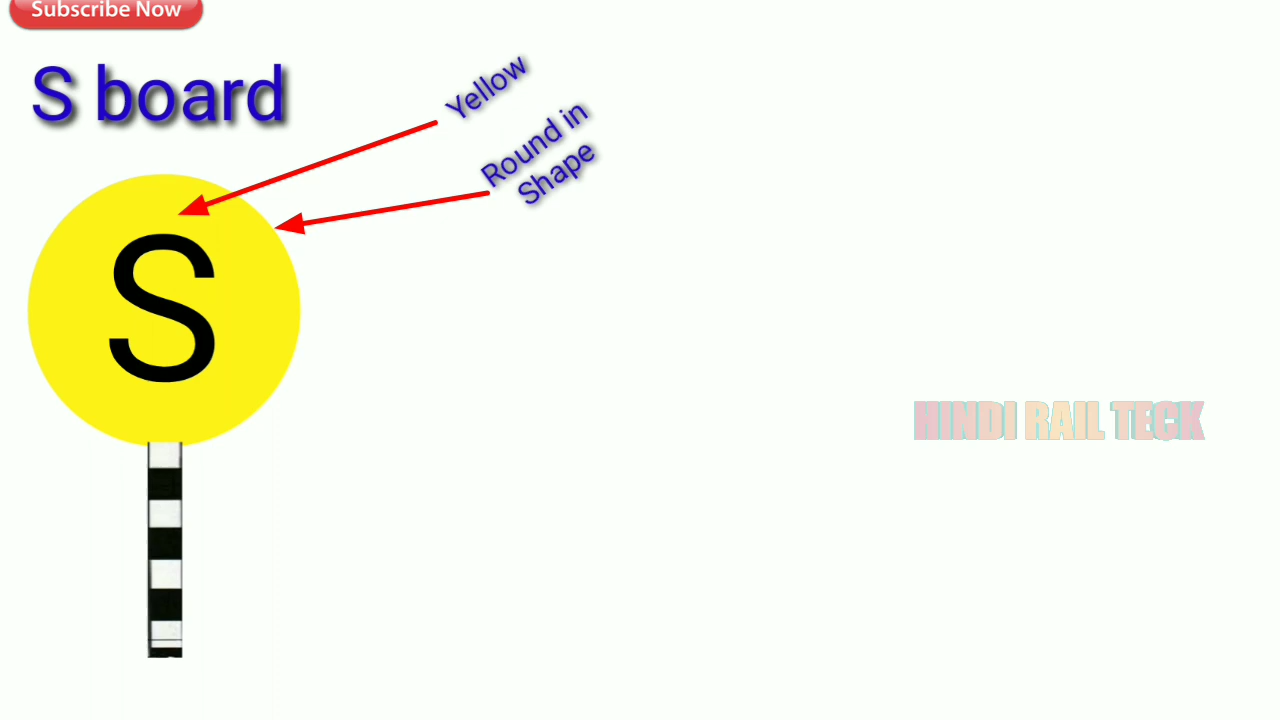 Subscribe Now
S board
Yellow
Round in
Shape
S
HINDI RAIL TECK